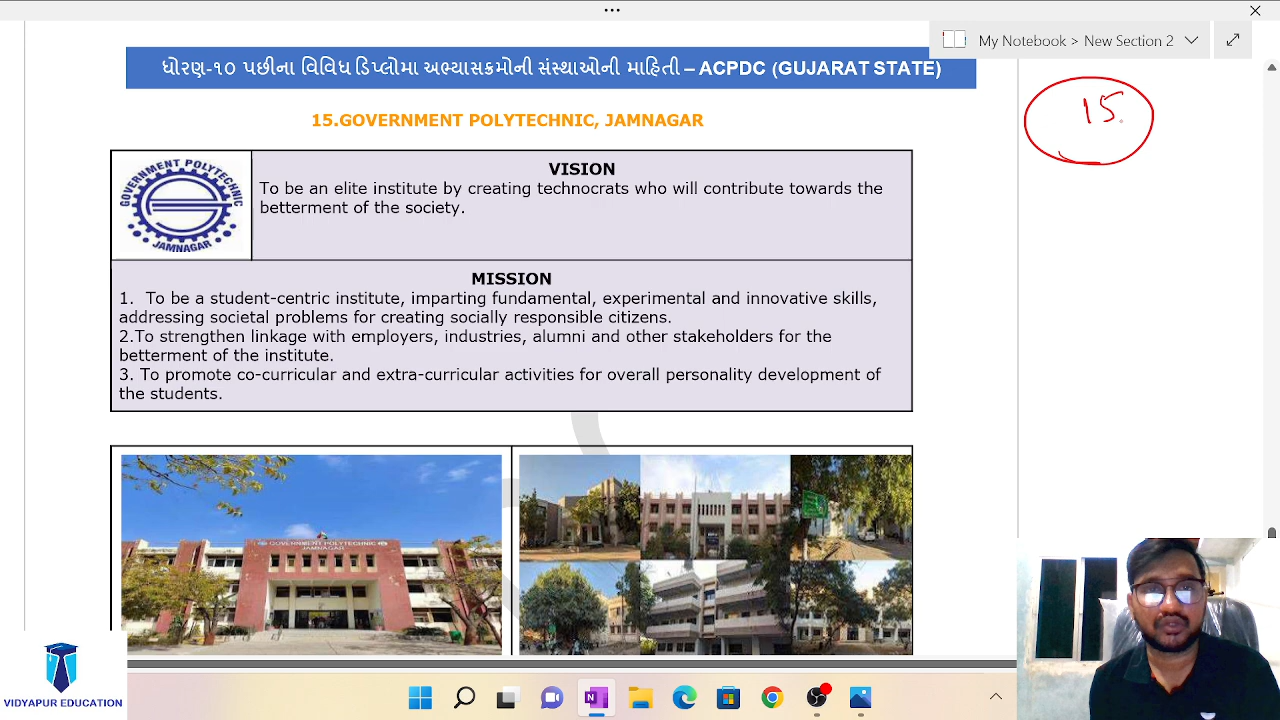 ...
My Notebook > New Section 2
ધોરણ-૧૦ પછીના વિવિધ ડિપ્લોમા અભ્યાસક્રમોની સંસ્થાઓની માહિતી – ACPDC (GUJARAT STATE)
15.
15.GOVERNMENT POLYTECHNIC, JAMNAGAR
GOVERNMENT POLYTECHNIC
JAMNAGAR
VISION
To be an elite institute by creating technocrats who will contribute towards the
betterment of the society.
MISSION
1. To be a student-centric institute, imparting fundamental, experimental and innovative skills,
addressing societal problems for creating socially responsible citizens.
2.To strengthen linkage with employers, industries, alumni and other stakeholders for the
betterment of the institute.
3. To promote co-curricular and extra-curricular activities for overall personality development of
the students.
GOVERNMENT POLYTECHNIC
JAMNAGAR
VIDYAPUR EDUCATION